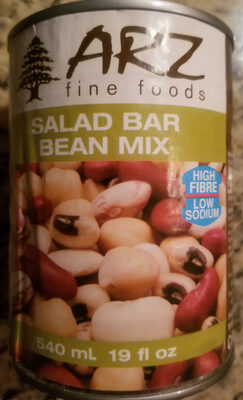 ARZ
fine foods
SALAD BAR
BEAN MIX
HIGH
FIBRE
LOW
SODIUM
540 mL 19 fl oz